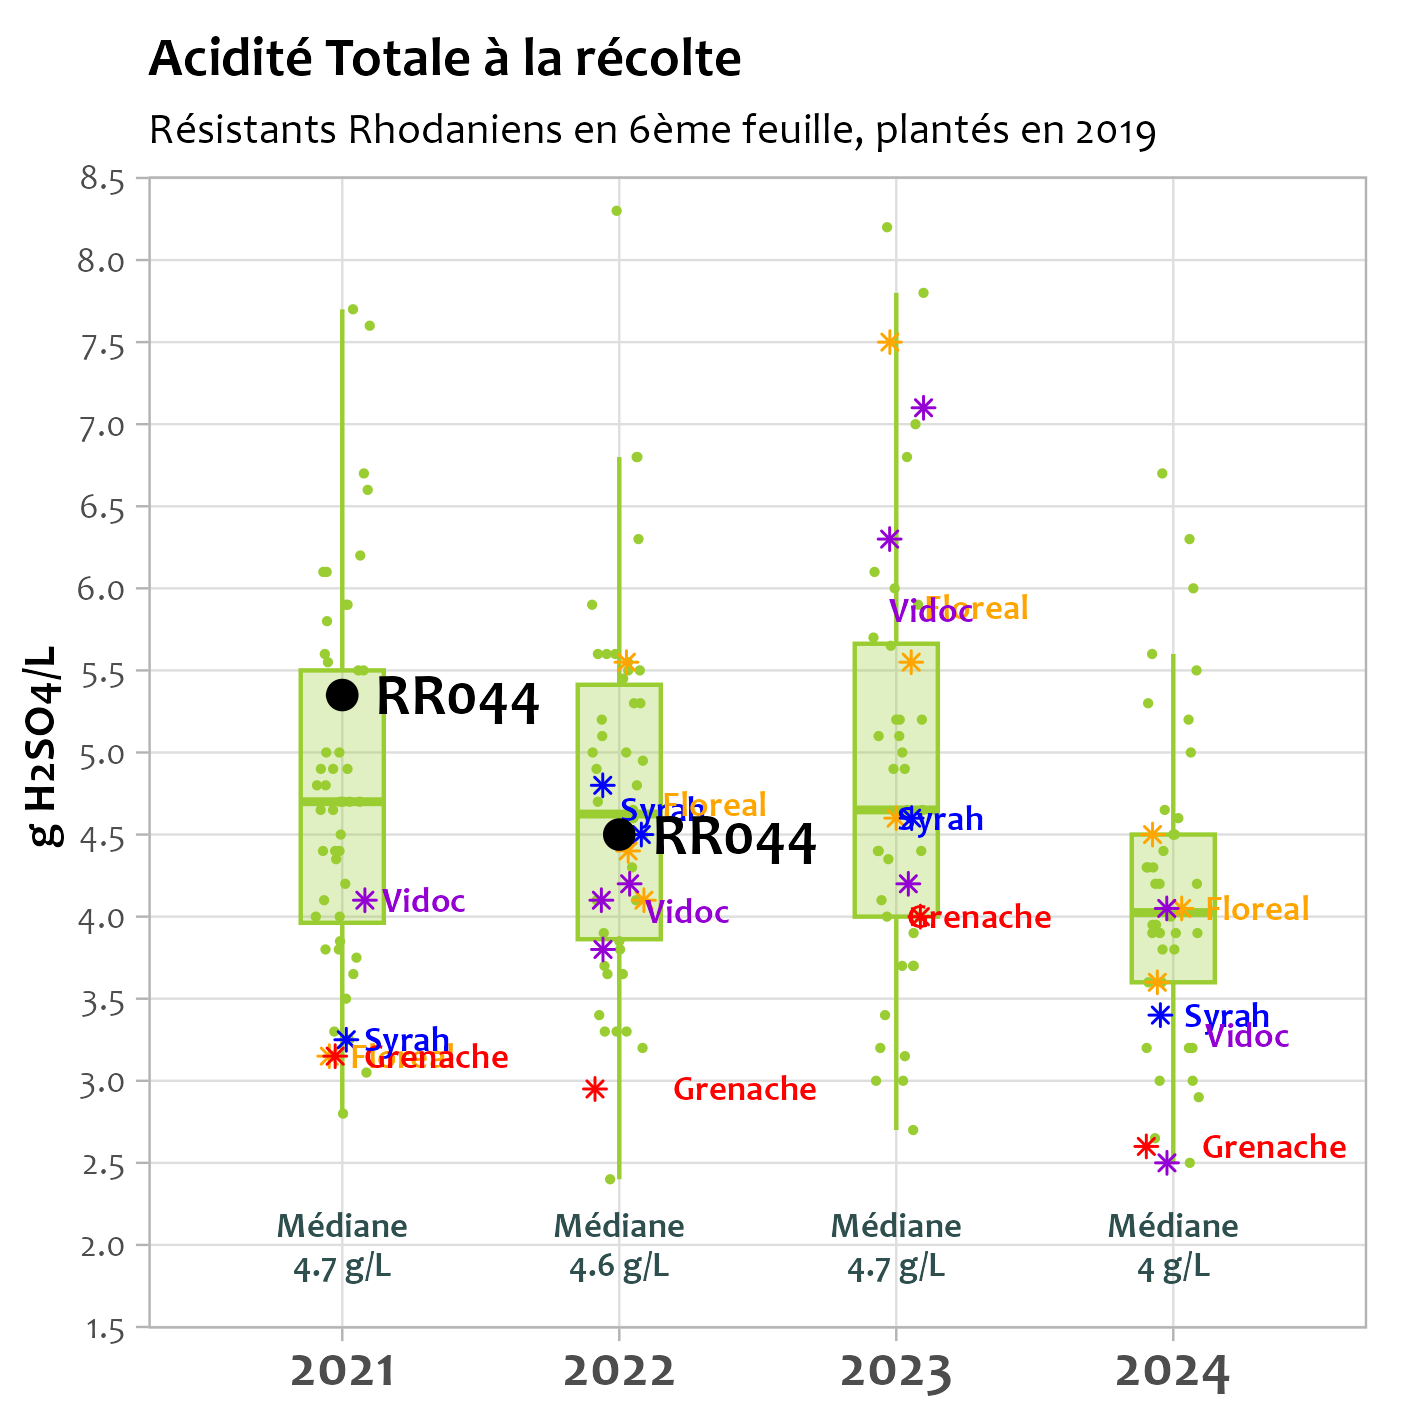 Acidité Totale à la récolte
Résistants Rhodaniens en 6ème feuille, plantés en 2019
g H2SO4/L
8.5
8.0
7.5
7.0
6.5
6.0
5.5
5.0
4.5
4.0
3.5
3.0
2.5
2.0
1.5
RR044
Vidoc
Syrah
Floreal
Grenache
Médiane
4.7 g/L
Syrah
Floreal
RR044
Vidoc
Grenache
Médiane
4.6 g/L
Vidoc
Floreal
Syrah
Grenache
Médiane
4.7 g/L
Floreal
Syrah
Vidoc
Grenache
Médiane
4 g/L
2021
2022
2023
2024